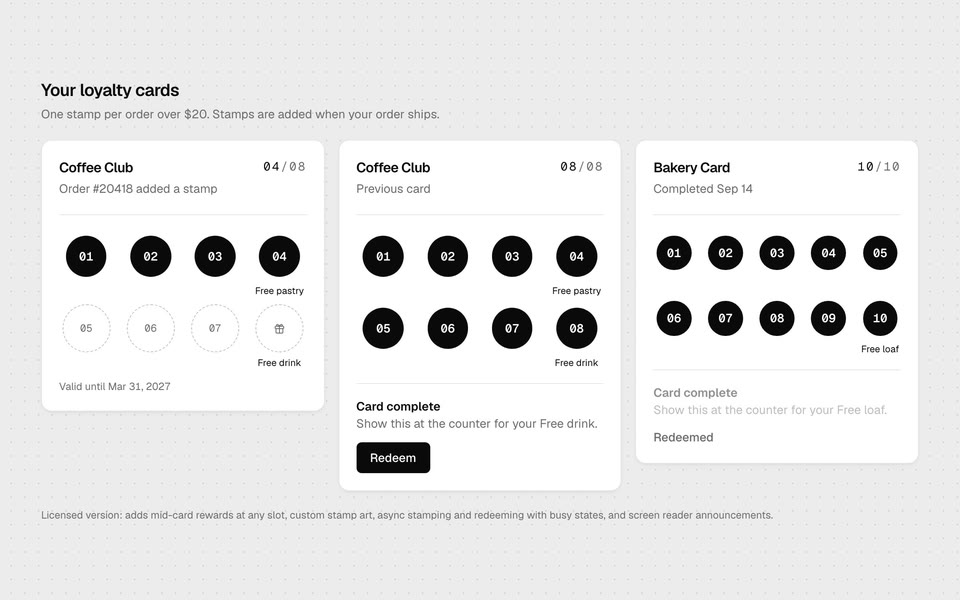 Your loyalty cards
One stamp per order over $20. Stamps are added when your order ships.
Coffee Club
04/08
Order #20418 added a stamp
01 02 03 04
Free pastry
05 06 07
Free drink
Valid until Mar 31, 2027
Coffee Club
08/08
Previous card
01 02 03 04
Free pastry
05 06 07 08
Free drink
Card complete
Show this at the counter for your Free drink.
Redeem
Bakery Card
10/10
Completed Sep 14
01 02 03 04 05
06 07 08 09 10
Free loaf
Card complete
Show this at the counter for your Free loaf.
Redeemed
Licensed version: adds mid-card rewards at any slot, custom stamp art, async stamping and redeeming with busy states, and screen reader announcements.